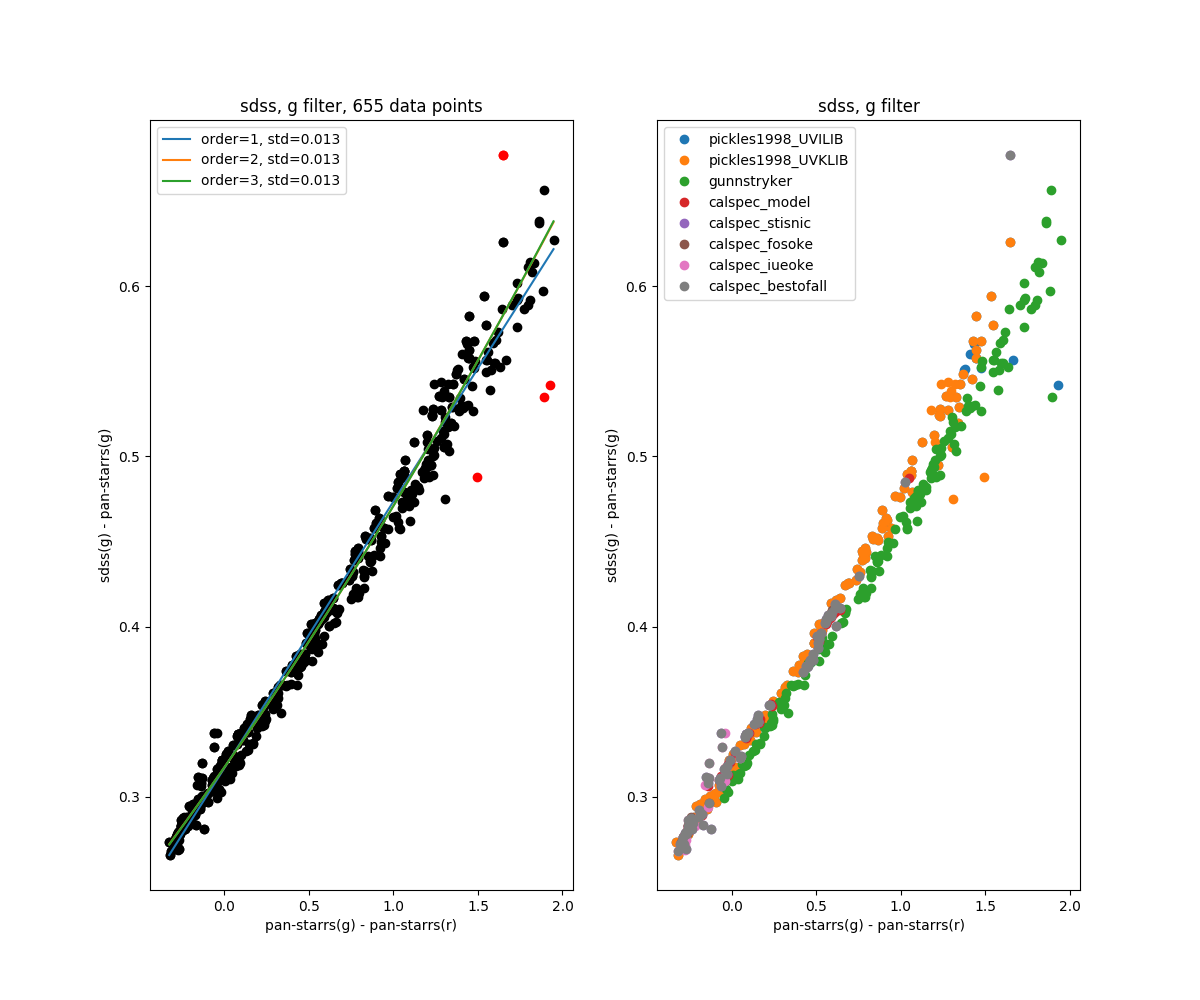 sdss, g filter, 655 data points
order=1, std=0.013
order=2, std=0.013
order=3, std=0.013
0.6
0.5
0.4
0.3
sdss(g) - pan-starrs(g)
0.0 0.5 1.0 1.5 2.0
pan-starrs(g) - pan-starrs(r)
sdss, g filter
pickles1998_UVILIB
pickles1998_UVKLIB
gunnstryker
calspec_model
calspec_stisnic
calspec_fosoke
calspec_iueoke
calspec_bestofall
0.6
0.5
0.4
0.3
sdss(g) - pan-starrs(g)
0.0 0.5 1.0 1.5 2.0
pan-starrs(g) - pan-starrs(r)